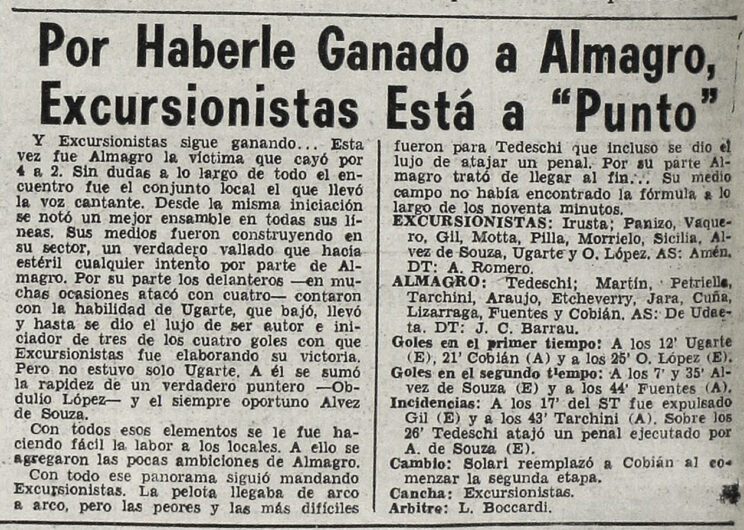 Por Haberle Ganado a Almagro,
Excursionistas Está a “Punto”
Y Excursionistas sigue ganando... Esta
vez fue Almagro la víctima que cayó por
4 a 2. Sin dudas a lo largo de todo el en-
cuentro fue el conjunto local el que llevó
la voz cantante. Desde la misma iniciación
se notó un mejor ensamble en todas sus lí-
neas. Sus medios fueron construyendo en
su sector, un verdadero vallado que hacía
estéril cualquier intento por parte de Al-
magro. Por su parte los delanteros —en mu-
chas ocasiones atacó con cuatro— contaron
con la habilidad de Ugarte, que bajó, llevó
y hasta se dio el lujo de ser autor e ini-
ciador de tres de los cuatro goles con que
Excursionistas fue elaborando su victoria.
Pero no estuvo solo Ugarte. A él se sumó
la rapidez de un verdadero puntero —Ob-
dulio López— y el siempre oportuno Alvez
de Souza.
Con todos esos elementos se le fue ha-
ciendo fácil la labor a los locales. A ello se
agregaron las pocas ambiciones de Almagro.
Con todo ese panorama siguió mandando
Excursionistas. La pelota llegaba de arco
a arco, pero las peores y las más difíciles
fueron para Tedeschi que incluso se dio el
lujo de atajar un penal. Por su parte Al-
magro trató de llegar al fin... Su medio
campo no había encontrado la fórmula a lo
largo de los noventa minutos.
EXCURSIONISTAS: Irusta; Panizo, Vaque-
ro, Gil, Motta, Pilla, Morrielo, Sicilia, Al-
vez de Souza, Ugarte y O. López. AS: Amén.
DT: A. Romero.
ALMAGRO: Tedeschi; Martín, Petriella,
Tarchini, Araujo, Etcheverry, Jara, Cuña,
Lizarraga, Fuentes y Cobián. AS: De Udae-
ta. DT: J. C. Barrau.
Goles en el primer tiempo: A los 12' Ugarte
(E), 21' Cobián (A) y a los 25' O. López (E).
Goles en el segundo tiempo: A los 7' y 35' Al-
vez de Souza (E) y a los 44' Fuentes (A).
Incidencias: A los 17' del ST fue expulsado
Gil (E) y a los 43' Tarchini (A). Sobre los
26' Tedeschi atajó un penal ejecutado por
A. de Souza (E).
Cambio: Solari reemplazó a Cobián al co-
menzar la segunda etapa.
Cancha: Excursionistas.
Arbitro: L. Boccardi.